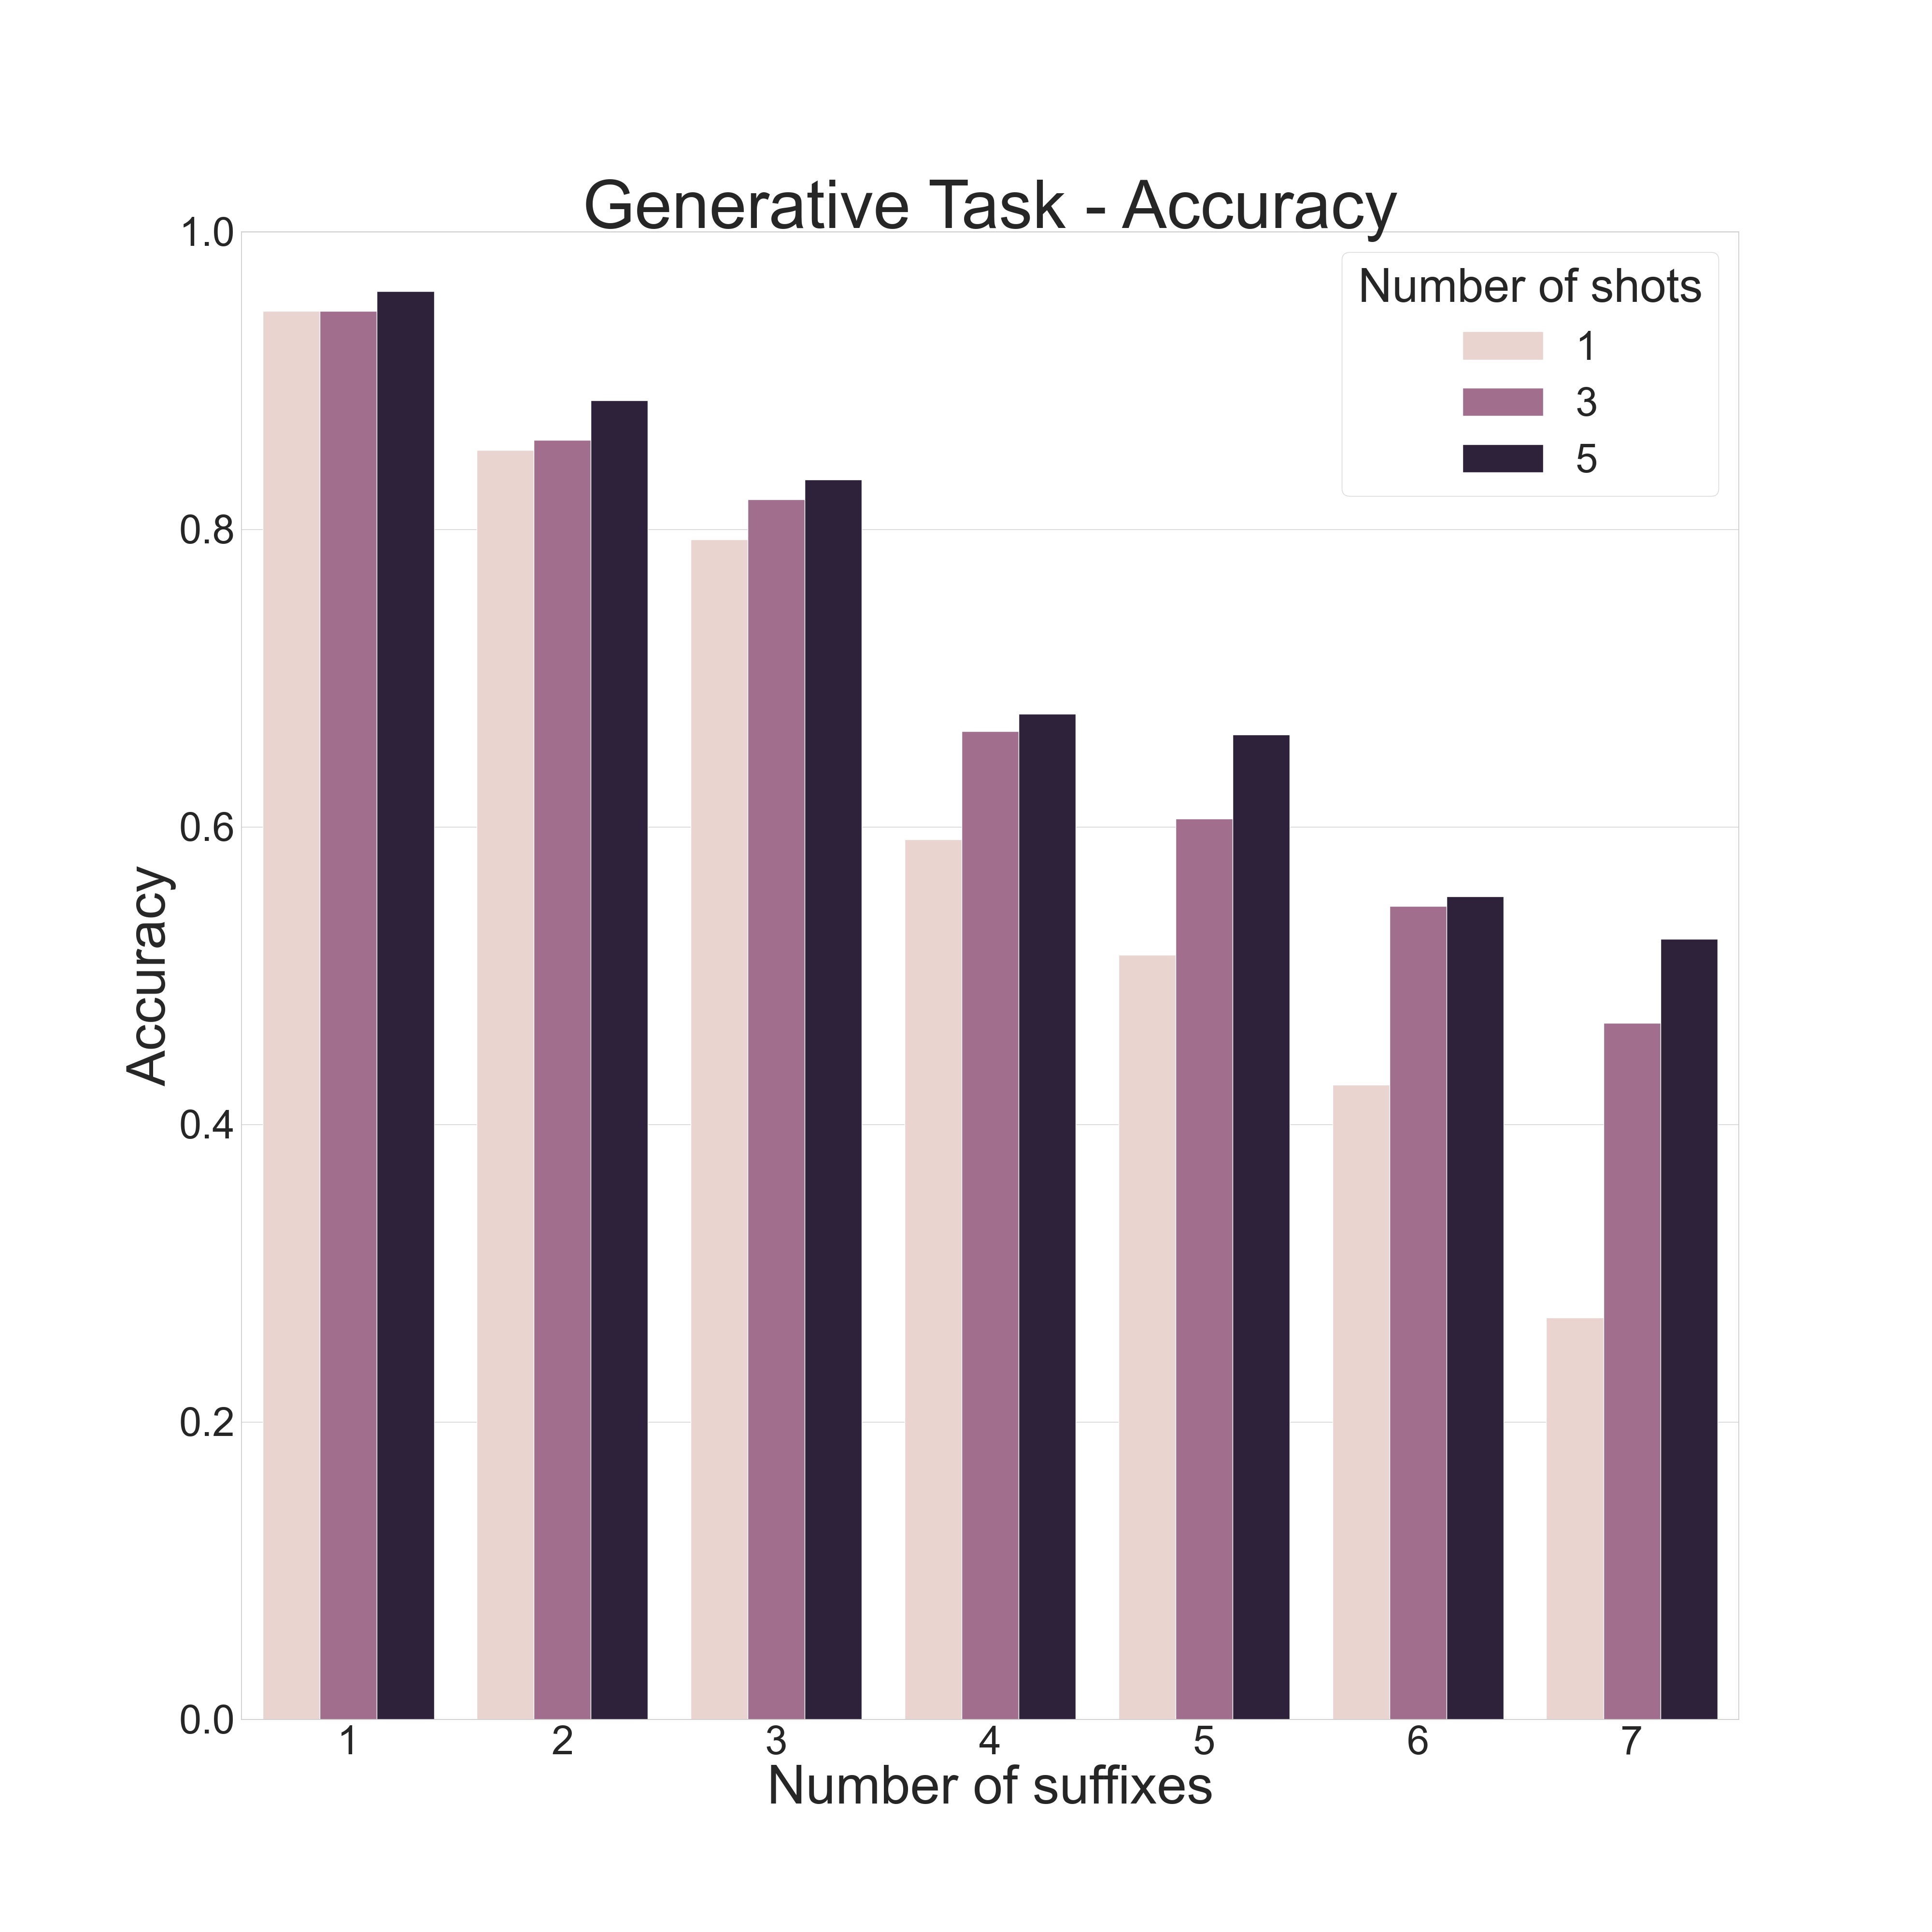 Generative Task - Accuracy
1.0
0.8
0.6
0.4
0.2
0.0
Accuracy
Number of shots
1
3
5
1 2 3 4 5 6 7
Number of suffixes